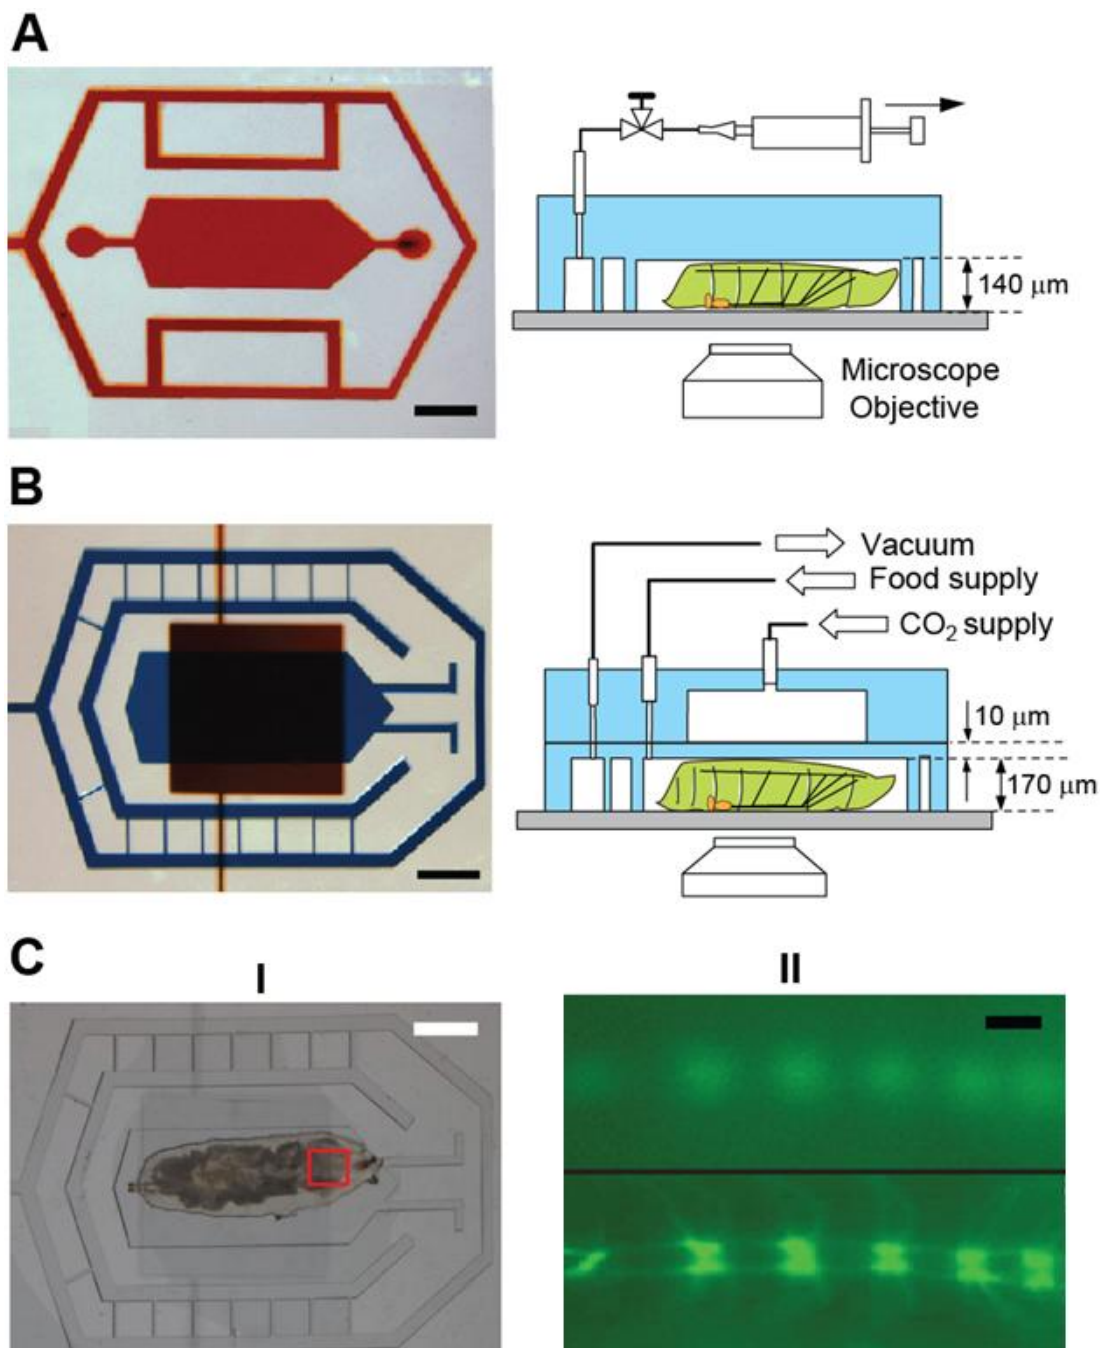 A
140 μm
Microscope
Objective
B
Vacuum
Food supply
CO₂ supply
10 μm
170 μm
C
I
II